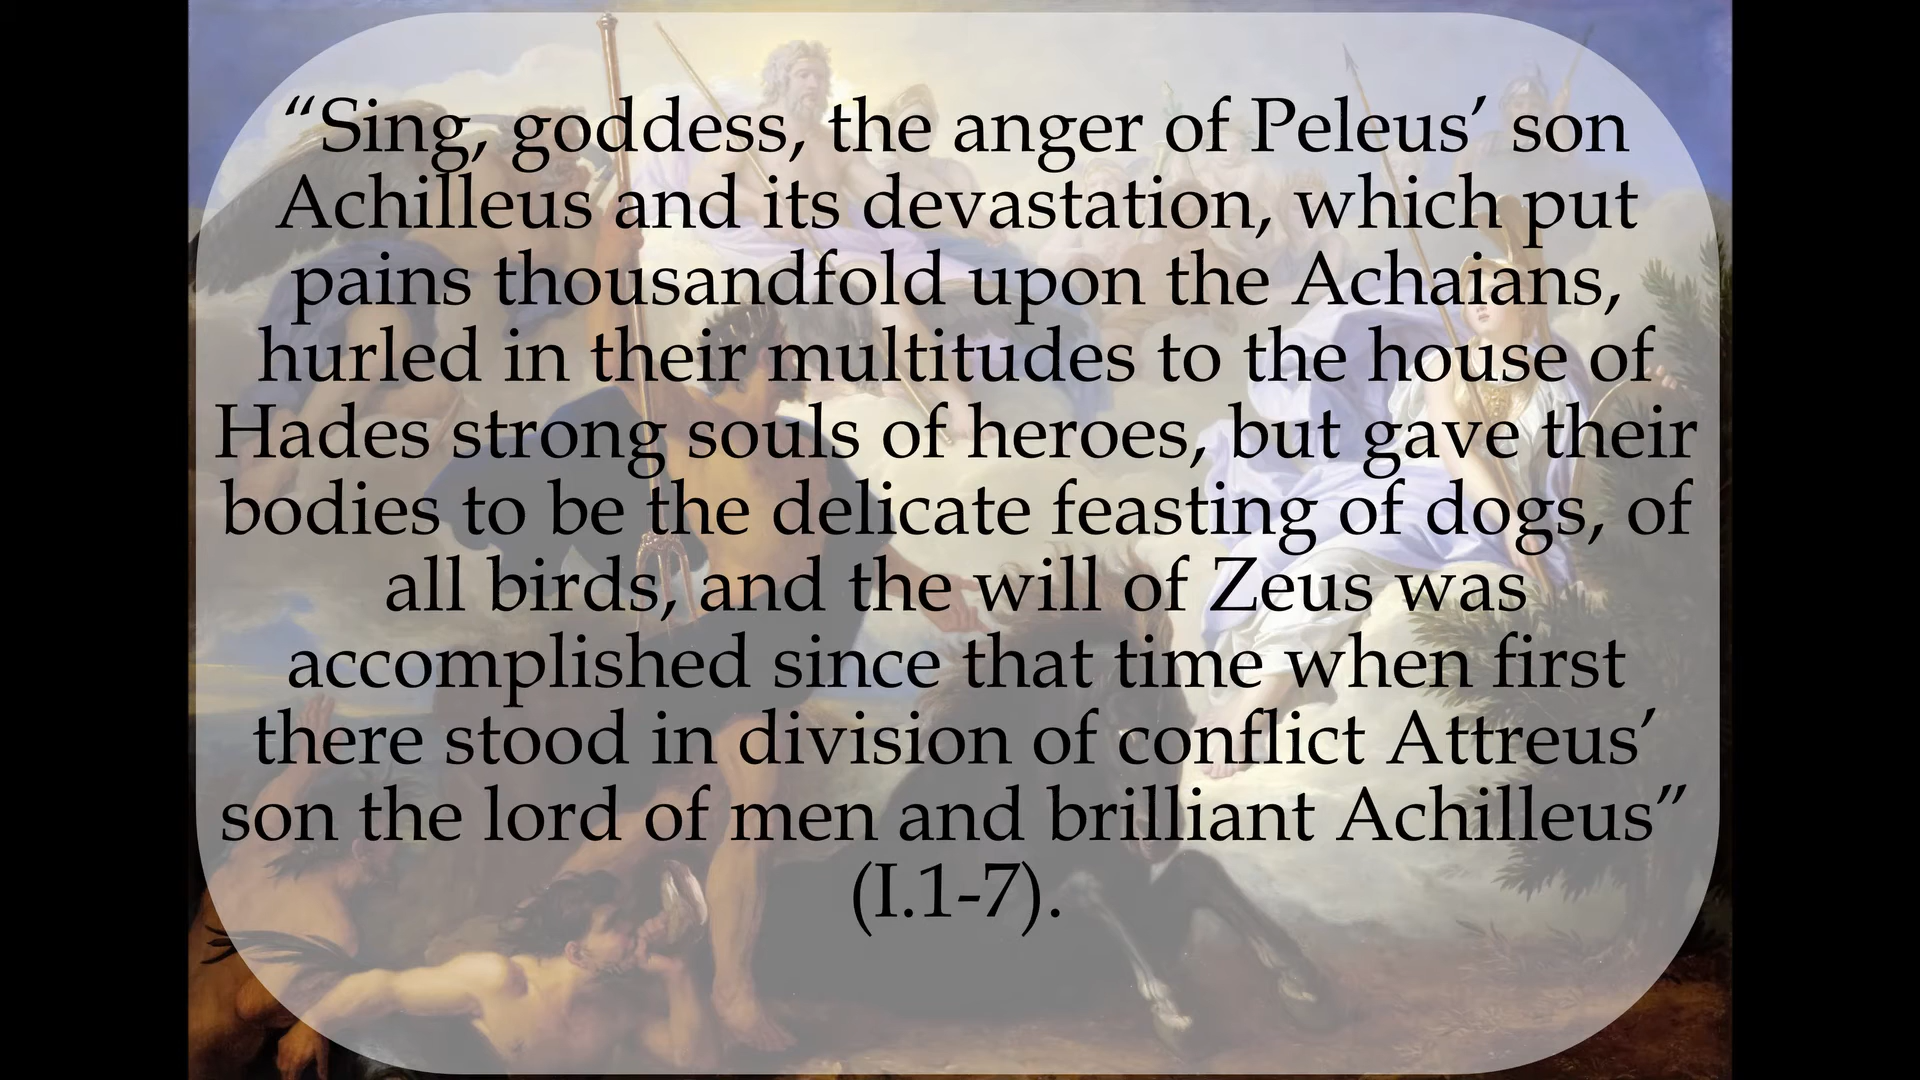 “Sing, goddess, the anger of Peleus’ son
Achilleus and its devastation, which put
pains thousandfold upon the Achaians,
hurled in their multitudes to the house of
Hades strong souls of heroes, but gave their
bodies to be the delicate feasting of dogs, of
all birds, and the will of Zeus was
accomplished since that time when first
there stood in division of conflict Attreus’
son the lord of men and brilliant Achilleus”
(I.1-7).